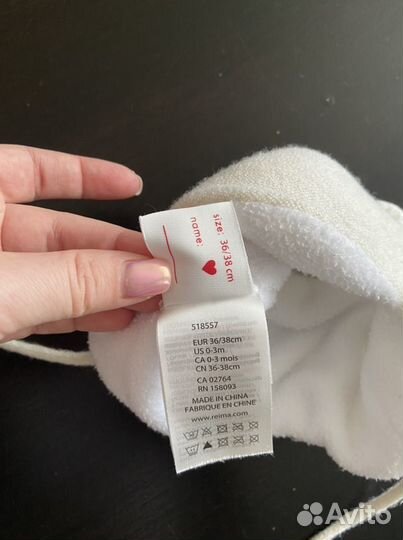 size: 36/38 cm
name:
518557
EUR 36/38cm
US 0-3m
CA 0-3 mois
CN 36-38cm
CA 02764
RN 158093
MADE IN CHINA
FABRIQUE EN CHINE
www.reima.com
Avito